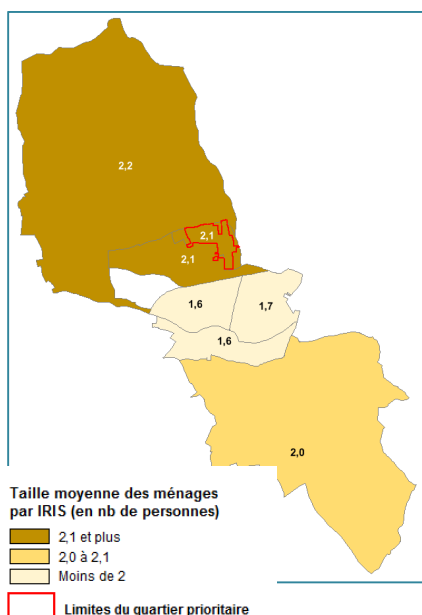 2,2
2,1
2,1
1,6
1,7
1,6
2,0
Taille moyenne des ménages
par IRIS (en nb de personnes)
2,1 et plus
2,0 à 2,1
Moins de 2
Limites du quartier prioritaire